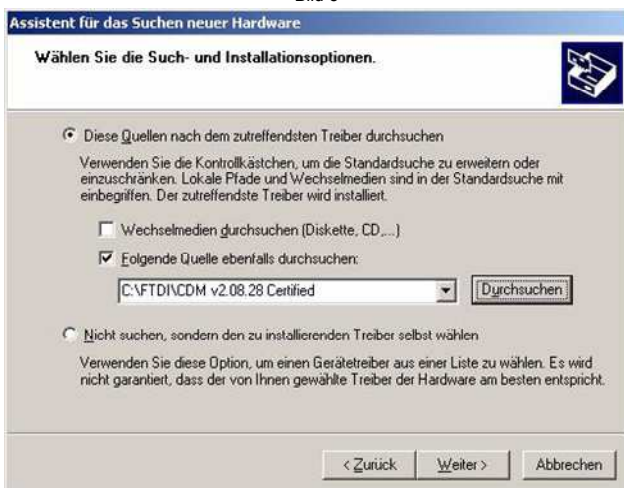 Assistent für das Suchen neuer Hardware
Wählen Sie die Such- und Installationsoptionen.
Diese Quellen nach dem zutreffendsten Treiber durchsuchen
Verwenden Sie die Kontrollkästchen, um die Standardsuche zu erweitern oder
einzuschränken. Lokale Pfade und Wechselmedien sind in der Standardsuche mit
einbegriffen. Der zutreffendste Treiber wird installiert.
Wechselmedien durchsuchen (Diskette, CD,...)
Folgende Quelle ebenfalls durchsuchen:
C:\FTDI\CDM v2.08.28 Certified
Durchsuchen
Nicht suchen, sondern den zu installierenden Treiber selbst wählen
Verwenden Sie diese Option, um einen Gerätetreiber aus einer Liste zu wählen. Es wird
nicht garantiert, dass der von Ihnen gewählte Treiber der Hardware am besten entspricht.
< Zurück Weiter > Abbrechen